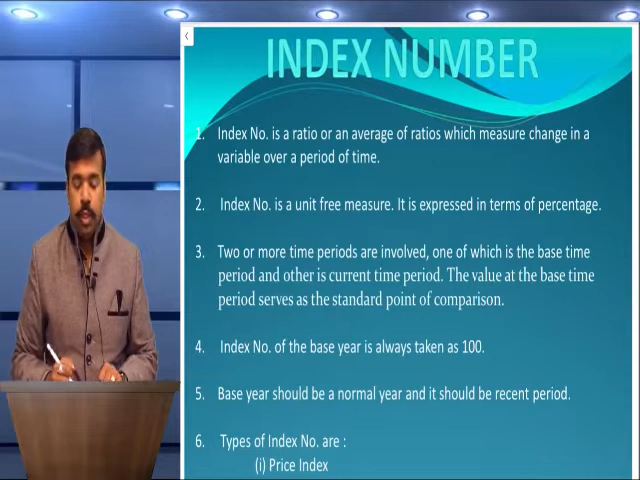 INDEX NUMBER
1. Index No. is a ratio or an average of ratios which measure change in a
variable over a period of time.
2. Index No. is a unit free measure. It is expressed in terms of percentage.
3. Two or more time periods are involved, one of which is the base time
period and other is current time period. The value at the base time
period serves as the standard point of comparison.
4. Index No. of the base year is always taken as 100.
5. Base year should be a normal year and it should be recent period.
6. Types of Index No. are :
(i) Price Index